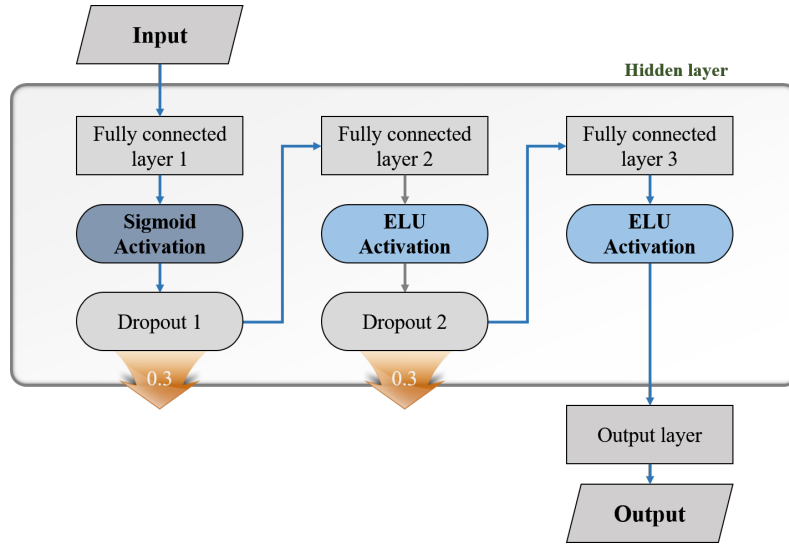 Input
Hidden layer
Fully connected
layer 1
Sigmoid
Activation
Dropout 1
0.3
Fully connected
layer 2
ELU
Activation
Dropout 2
0.3
Fully connected
layer 3
ELU
Activation
Output layer
Output